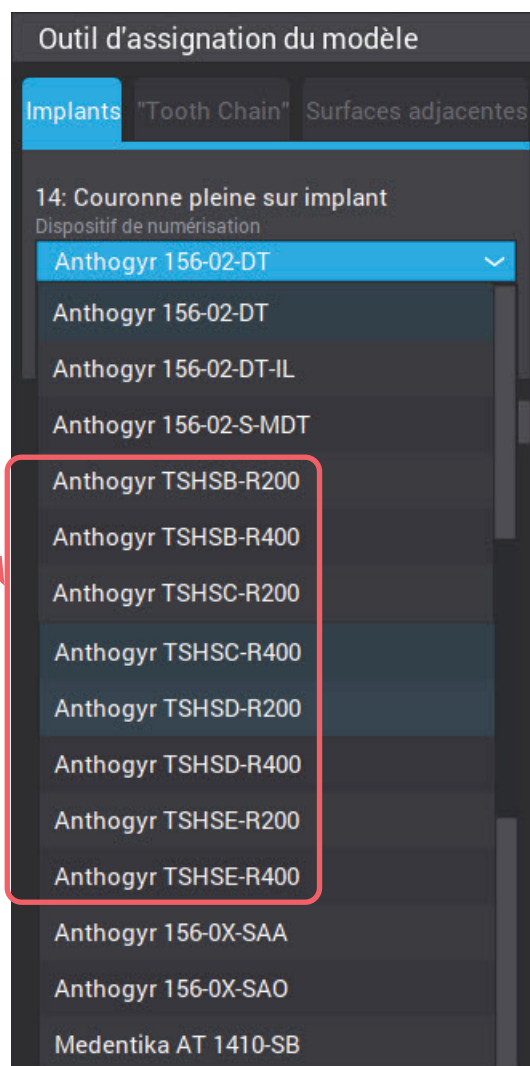 Outil d'assignation du modèle
Implants "Tooth Chain" Surfaces adjacentes
14: Couronne pleine sur implant
Dispositif de numérisation
Anthogyr 156-02-DT
Anthogyr 156-02-DT
Anthogyr 156-02-DT-IL
Anthogyr 156-02-S-MDT
Anthogyr TSHSB-R200
Anthogyr TSHSB-R400
Anthogyr TSHSC-R200
Anthogyr TSHSC-R400
Anthogyr TSHSD-R200
Anthogyr TSHSD-R400
Anthogyr TSHSE-R200
Anthogyr TSHSE-R400
Anthogyr 156-0X-SAA
Anthogyr 156-0X-SAO
Medentika AT 1410-SB